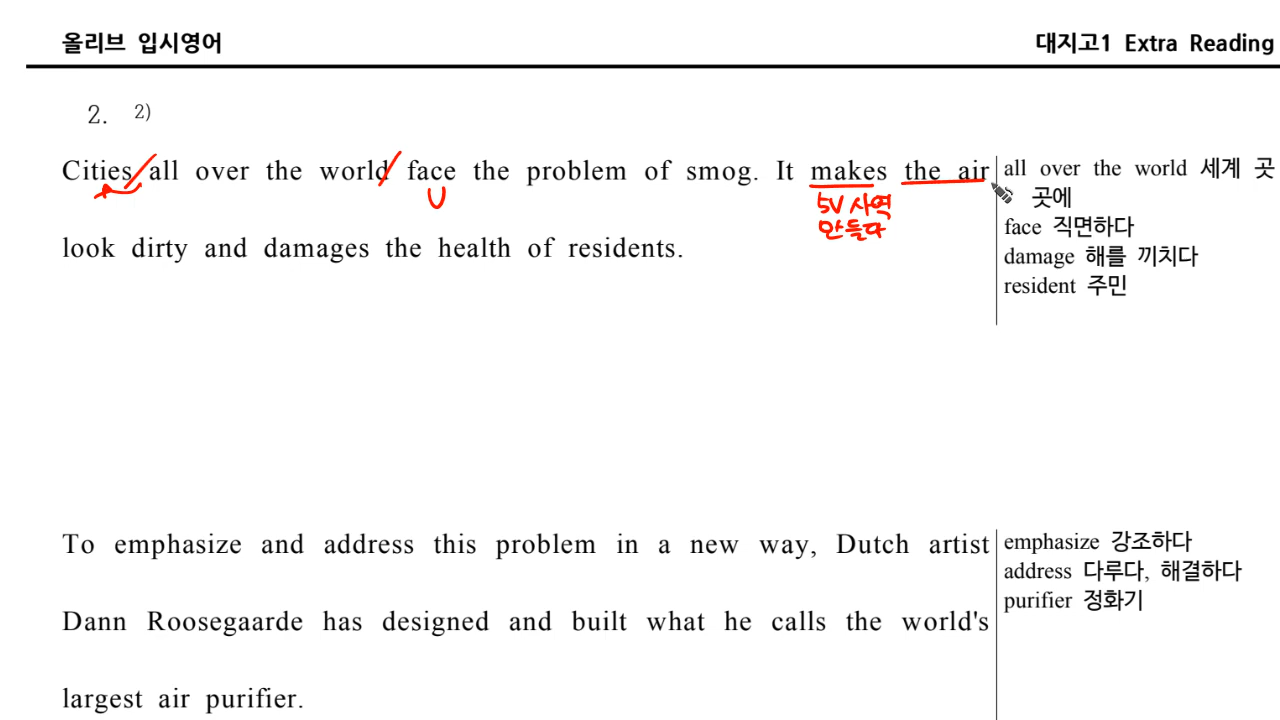 올리브 입시영어
대지고1 Extra Reading
2. 2)
Cities all over the world face the problem of smog. It makes the air
5V 사역
만들다
look dirty and damages the health of residents.
all over the world 세계 곳
곳에
face 직면하다
damage 해를 끼치다
resident 주민
To emphasize and address this problem in a new way, Dutch artist
Dann Roosegaarde has designed and built what he calls the world's
largest air purifier.
emphasize 강조하다
address 다루다, 해결하다
purifier 정화기